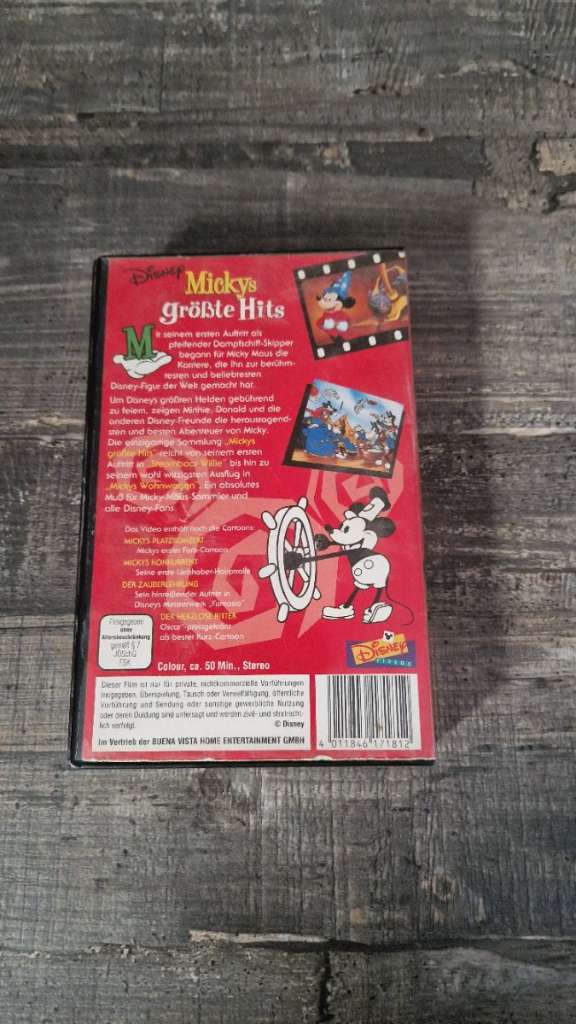 Disney
Mickys
größte Hits
Mit seinem ersten Auftritt als
pfeifender Dampfschiff-Skipper
begann für Micky Maus die
Karriere, die ihn zur berühm-
testen und beliebtesten
Disney-Figur der Welt gemacht hat.
Um Disneys größten Helden gebührend
zu feiern, zeigen Minnie, Donald und die
anderen Disney-Freunde die herausragend-
sten und besten Abenteuer von Micky.
Die einzigartige Sammlung „Mickys
größte Hits" reicht von seinem ersten
Auftritt in „Steamboat Willie" bis hin zu
seinem wohl witzigsten Ausflug in
„Mickys Wohnwagen". Ein absolutes
Muß für Micky-Maus-Sammler und
alle Disney-Fans.
Das Video enthält noch die Cartoons:
MICKYS PLATZKONZERT
Mickys erster Farb-Cartoon
MICKYS KONKURRENT
Seine erste Liebhaber-Hauptrolle
DER ZAUBERLEHRLING
Sein hinreißender Auftritt in
Disneys Meisterwerk „Fantasia"
DER HERZLOSE RITTER
Oscar-preisgekrönt
als bester Kurz-Cartoon
Freigegeben
ohne
Altersbeschränkung
gemäß § 7
JÖSchG
FSK
Disney
VIDEOS
Colour, ca. 50 Min., Stereo
Dieser Film ist nur für private, nichtkommerzielle Vorführungen
freigegeben. Überspielung, Tausch oder Vervielfältigung, öffentliche
Vorführung und Sendung oder sonstige gewerbliche Nutzung
oder deren Duldung sind untersagt und werden zivil- und strafrecht-
lich verfolgt.
© Disney
Im Vertrieb der BUENA VISTA HOME ENTERTAINMENT GMBH
4 011846 171812